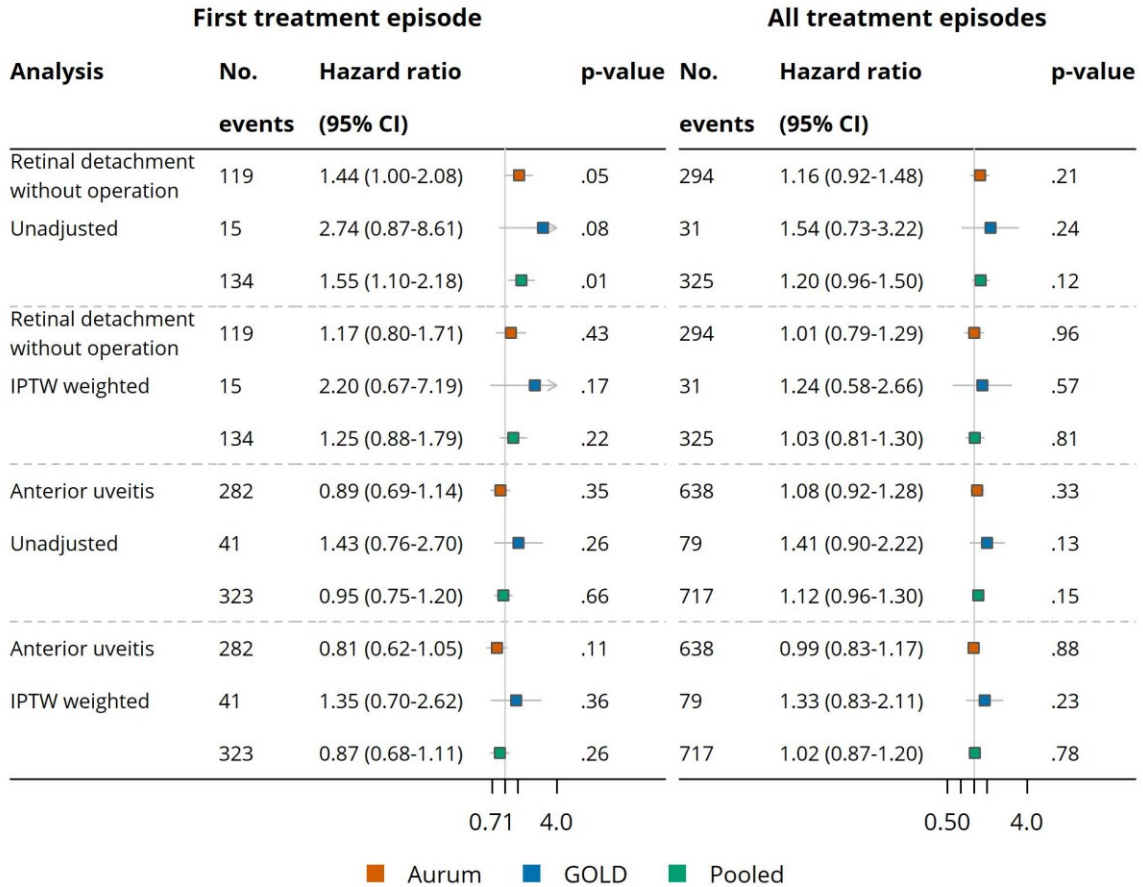 First treatment episode All treatment episodes
Analysis No. Hazard ratio p-value No. Hazard ratio p-value
events (95% CI) events (95% CI)
Retinal detachment
without operation 119 1.44 (1.00-2.08) .05 294 1.16 (0.92-1.48) .21
Unadjusted 15 2.74 (0.87-8.61) .08 31 1.54 (0.73-3.22) .24
134 1.55 (1.10-2.18) .01 325 1.20 (0.96-1.50) .12
Retinal detachment
without operation 119 1.17 (0.80-1.71) .43 294 1.01 (0.79-1.29) .96
IPTW weighted 15 2.20 (0.67-7.19) .17 31 1.24 (0.58-2.66) .57
134 1.25 (0.88-1.79) .22 325 1.03 (0.81-1.30) .81
Anterior uveitis 282 0.89 (0.69-1.14) .35 638 1.08 (0.92-1.28) .33
Unadjusted 41 1.43 (0.76-2.70) .26 79 1.41 (0.90-2.22) .13
323 0.95 (0.75-1.20) .66 717 1.12 (0.96-1.30) .15
Anterior uveitis 282 0.81 (0.62-1.05) .11 638 0.99 (0.83-1.17) .88
IPTW weighted 41 1.35 (0.70-2.62) .36 79 1.33 (0.83-2.11) .23
323 0.87 (0.68-1.11) .26 717 1.02 (0.87-1.20) .78
0.71 4.0 0.50 4.0
Aurum GOLD Pooled